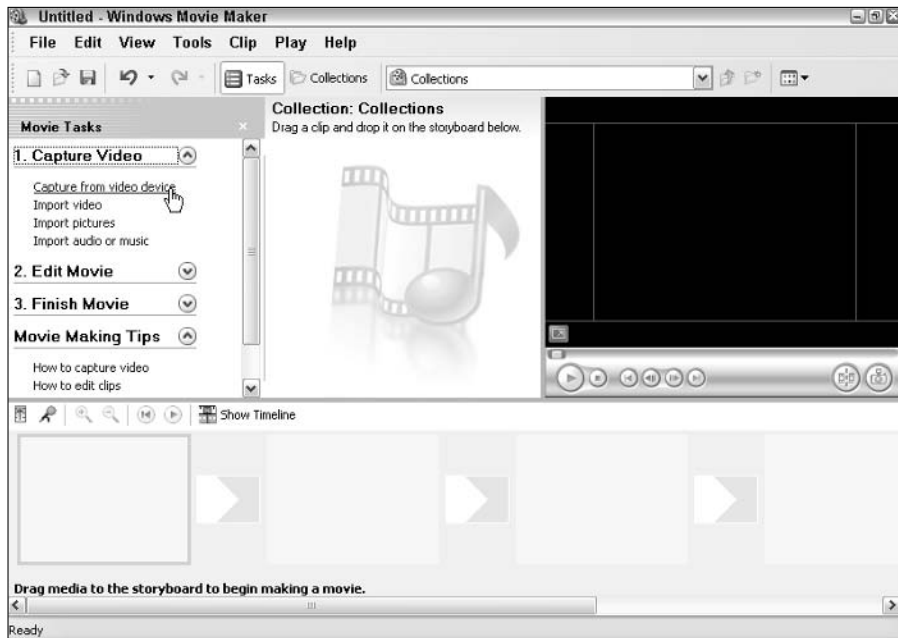 Untitled - Windows Movie Maker
File Edit View Tools Clip Play Help
Tasks Collections Collections
Movie Tasks
1. Capture Video
Capture from video device
Import video
Import pictures
Import audio or music
2. Edit Movie
3. Finish Movie
Movie Making Tips
How to capture video
How to edit clips
Collection: Collections
Drag a clip and drop it on the storyboard below.
Show Timeline
Drag media to the storyboard to begin making a movie.
Ready